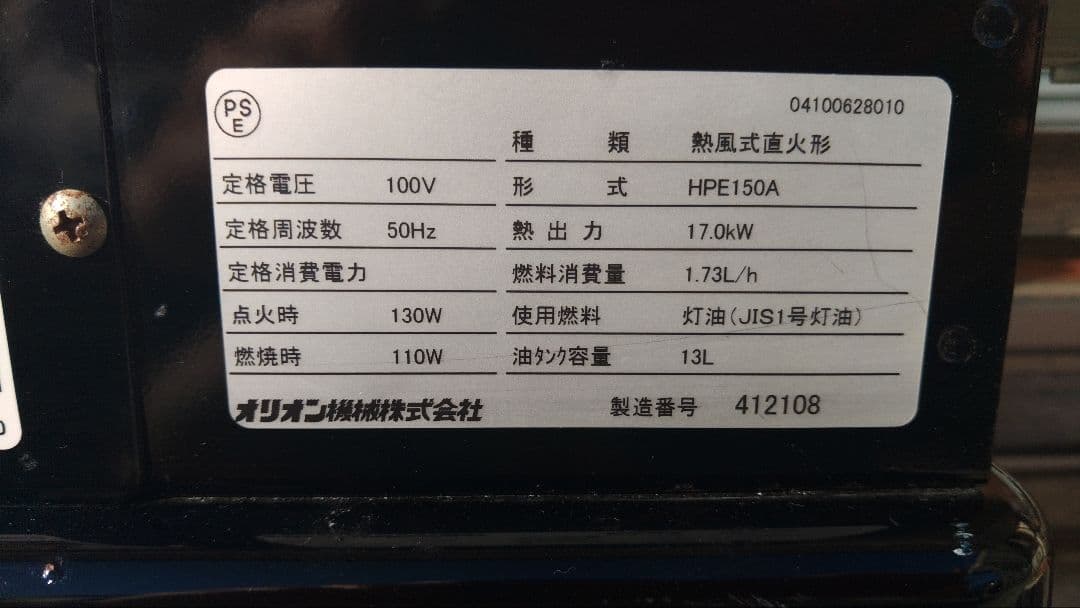 PS
E
04100628010
種 類 熱風式直火形
定格電圧 100V
形 式 HPE150A
定格周波数 50Hz
熱出力 17.0kW
定格消費電力
燃料消費量 1.73L/h
点火時 130W
使用燃料 灯油(JIS1号灯油)
燃焼時 110W
油タンク容量 13L
オリオン機械株式会社
製造番号 412108